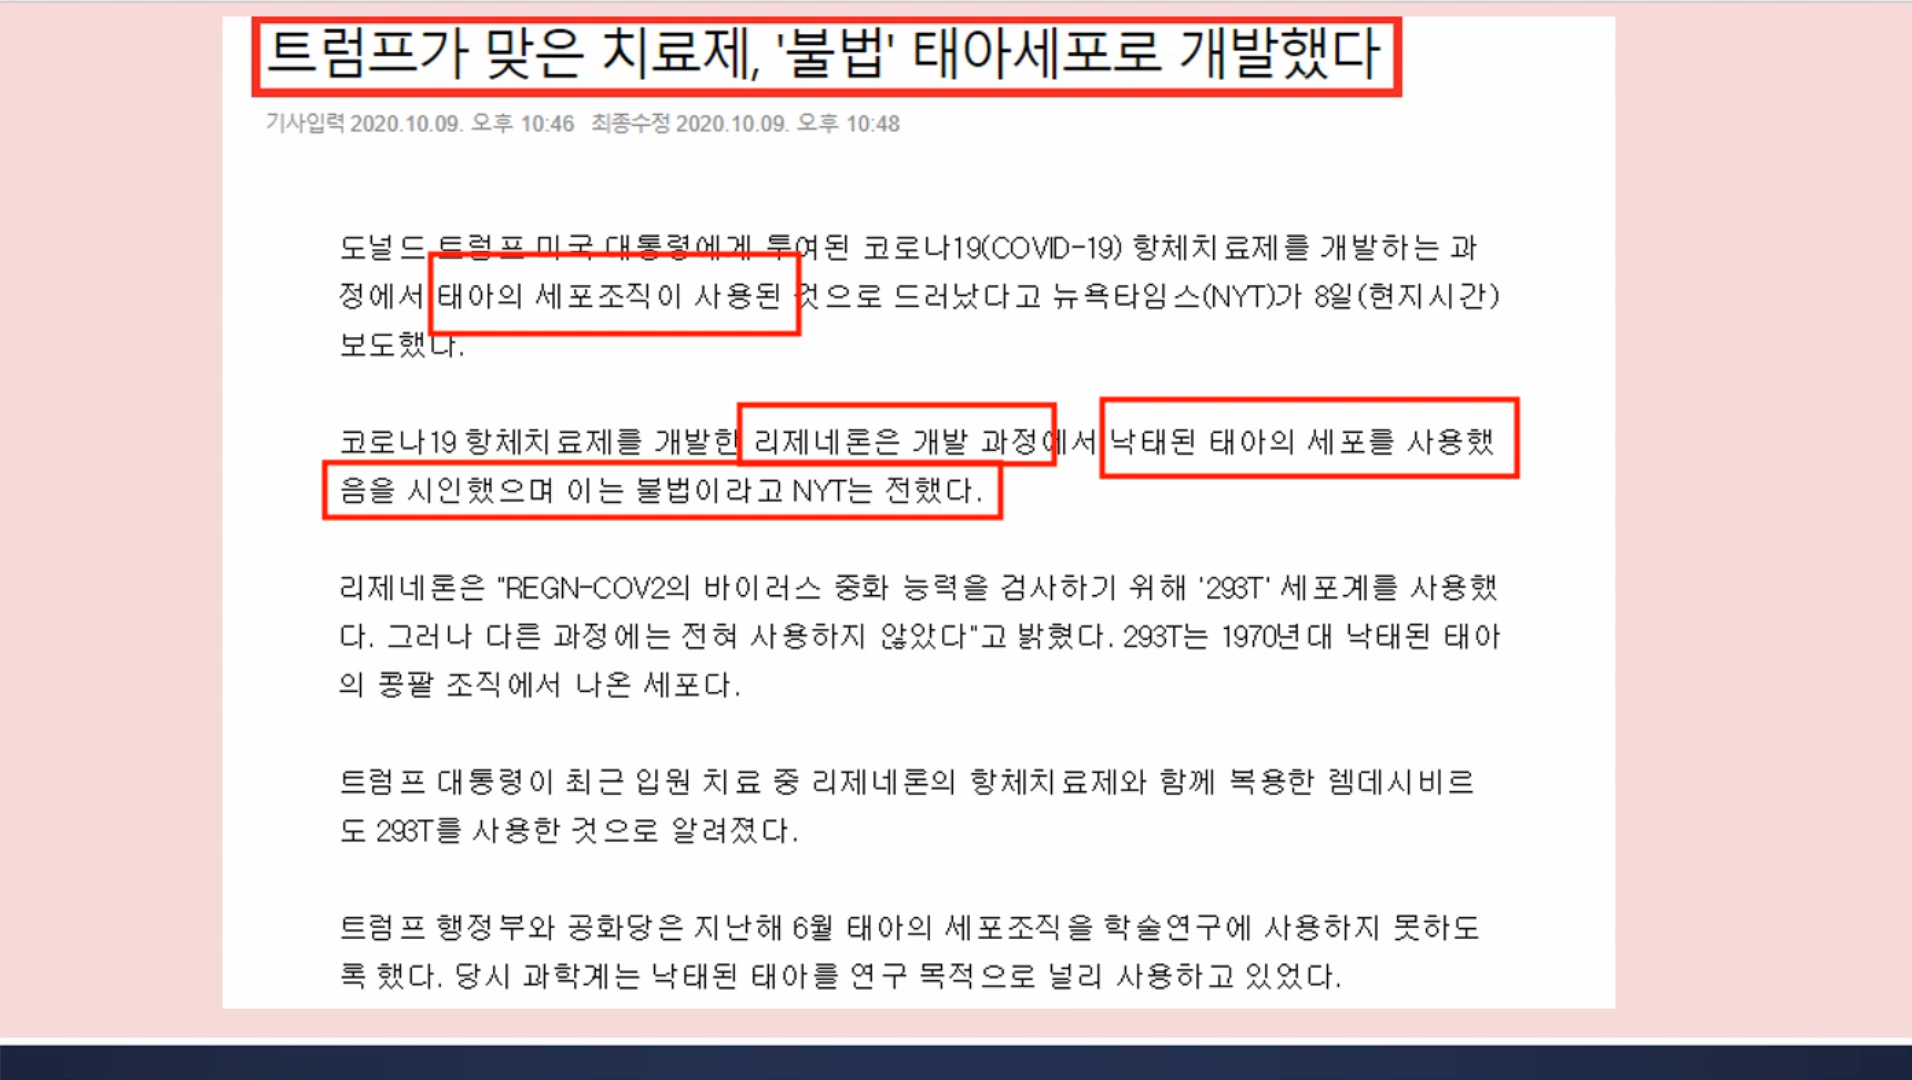 트럼프가 맞은 치료제, '불법' 태아세포로 개발했다
기사입력 2020.10.09. 오후 10:46 최종수정 2020.10.09. 오후 10:48
도널드 트럼프 미국 대통령에게 투여된 코로나19(COVID-19) 항체치료제를 개발하는 과
정에서 태아의 세포조직이 사용된 것으로 드러났다고 뉴욕타임스(NYT)가 8일(현지시간)
보도했다.
코로나19 항체치료제를 개발한 리제네론은 개발 과정에서 낙태된 태아의 세포를 사용했
음을 시인했으며 이는 불법이라고 NYT는 전했다.
리제네론은 "REGN-COV2의 바이러스 중화 능력을 검사하기 위해 '293T' 세포계를 사용했
다. 그러나 다른 과정에는 전혀 사용하지 않았다"고 밝혔다. 293T는 1970년대 낙태된 태아
의 콩팥 조직에서 나온 세포다.
트럼프 대통령이 최근 입원 치료 중 리제네론의 항체치료제와 함께 복용한 렘데시비르
도 293T를 사용한 것으로 알려졌다.
트럼프 행정부와 공화당은 지난해 6월 태아의 세포조직을 학술연구에 사용하지 못하도
록 했다. 당시 과학계는 낙태된 태아를 연구 목적으로 널리 사용하고 있었다.